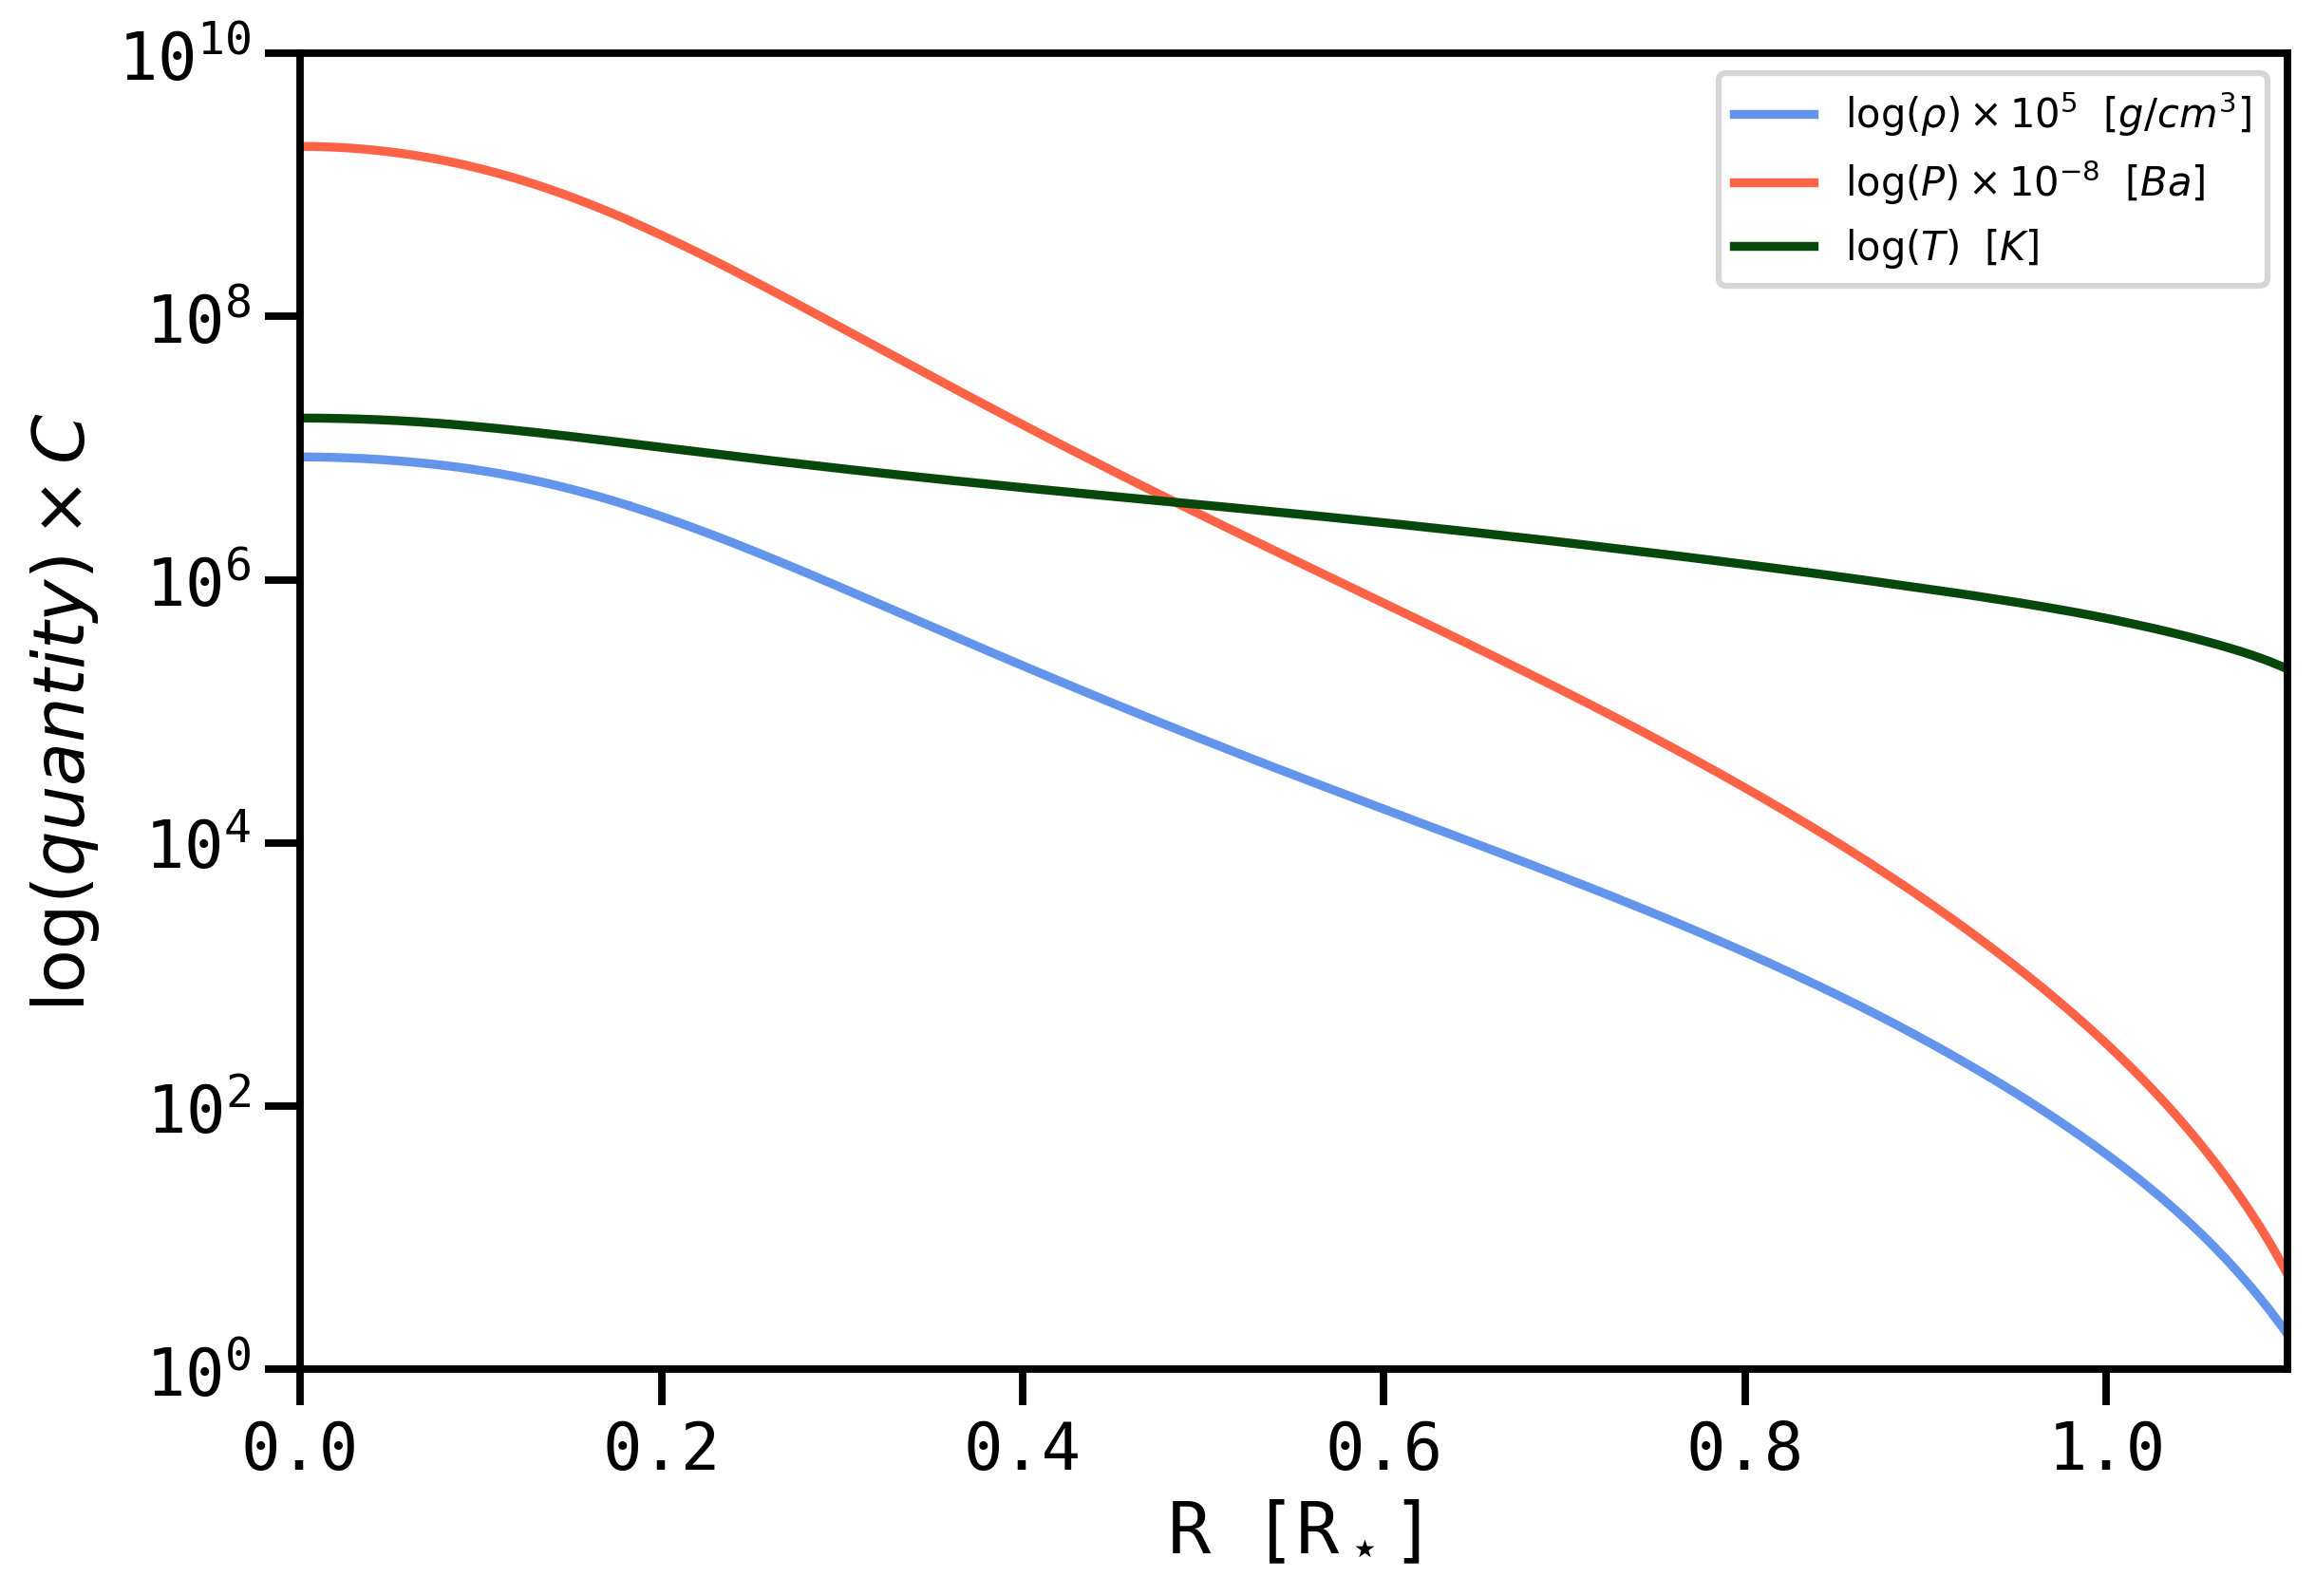 10^10
10^8
10^6
10^4
10^2
10^0
log(quantity) × C
log(ρ) × 10^5 [g/cm^3]
log(P) × 10^−8 [Ba]
log(T) [K]
0.0 0.2 0.4 0.6 0.8 1.0
R [R⋆]